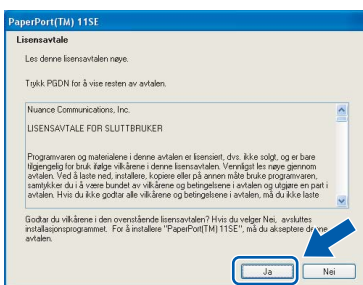 PaperPort(TM) 11SE
Lisensavtale
Les denne lisensavtalen nøye.
Trykk PGDN for å vise resten av avtalen.
Nuance Communications, Inc.
LISENSAVTALE FOR SLUTTBRUKER
Programvaren og materialene i denne avtalen er lisensiert, dvs. ikke solgt, og er bare
tilgjengelig for bruk ifølge vilkårene i denne lisensavtalen. Vennligst les nøye gjennom
avtalen. Ved å laste ned, installere, kopiere eller på annen måte bruke programvaren,
samtykker du i å være bundet av vilkårene og betingelsene i avtalen og utgjøre en part i
avtalen. Hvis du ikke godtar alle vilkårene og betingelsene i avtalen, må du ikke laste
Godtar du vilkårene i den ovenstående lisensavtalen? Hvis du velger Nei, avsluttes
installasjonsprogrammet. For å installere "PaperPort(TM) 11SE", må du akseptere denne
avtalen.
Ja
Nei